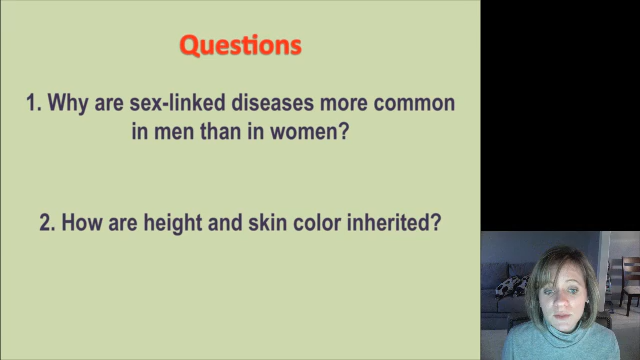 Questions
1. Why are sex-linked diseases more common
in men than in women?
2. How are height and skin color inherited?